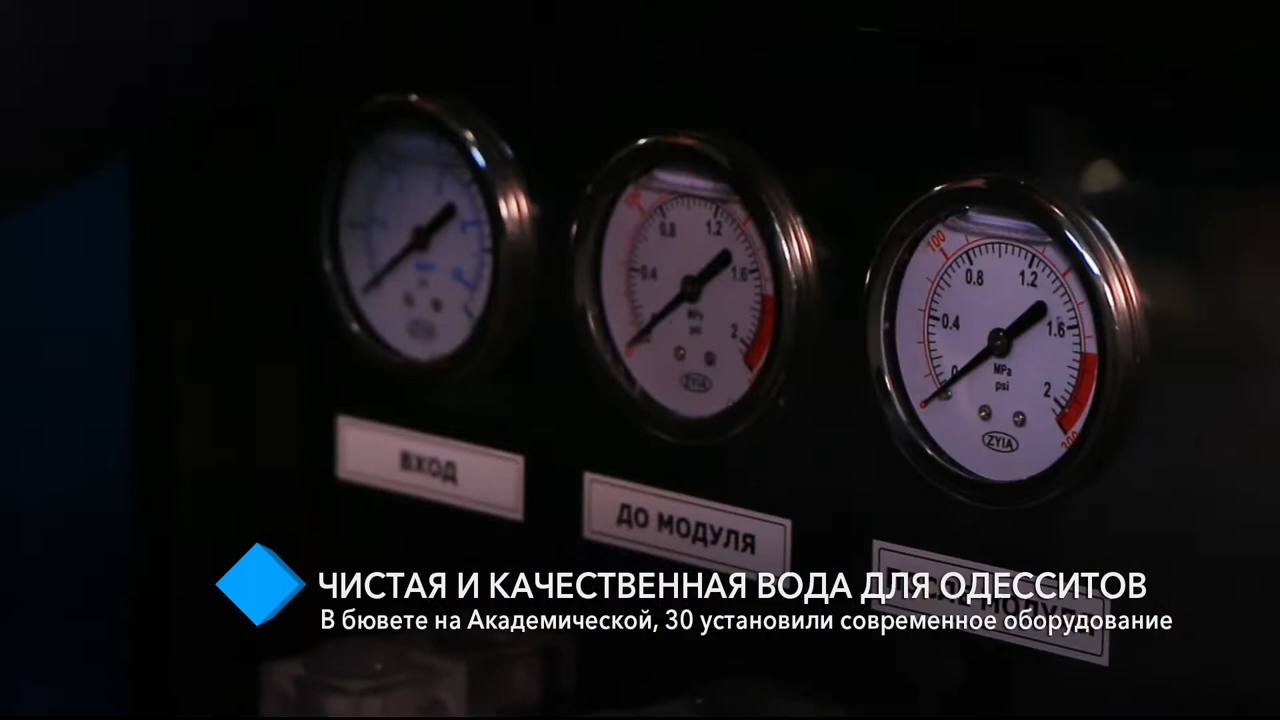 0.8
1.2
0.4
1.6
2
MPa
psi
ZYIA
100
0.8
1.2
0.4
1.6
0
2
MPa
psi
300
ZYIA
ВХОД
ДО МОДУЛЯ
ЧИСТАЯ И КАЧЕСТВЕННАЯ ВОДА ДЛЯ ОДЕССИТОВ
В бювете на Академической, 30 установили современное оборудование